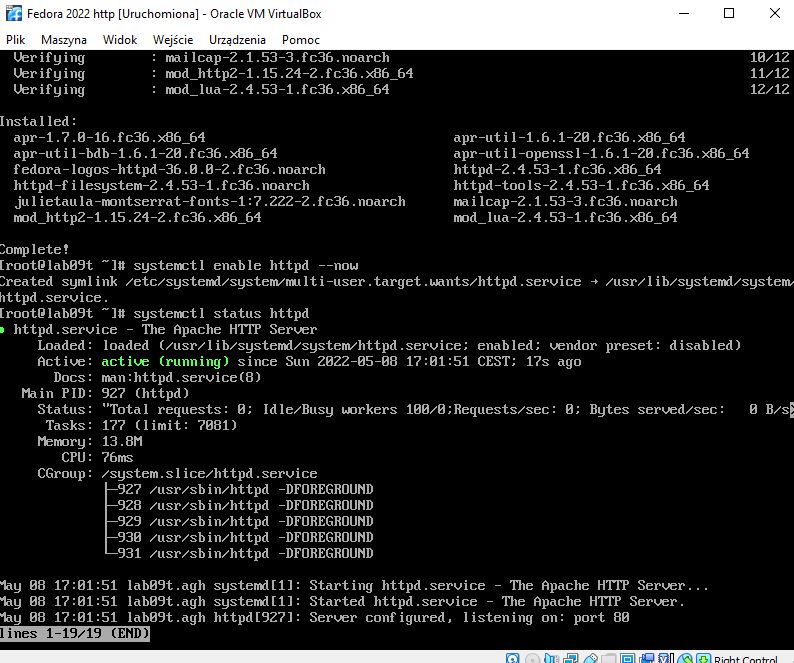 Fedora 2022 http [Uruchomiona] - Oracle VM VirtualBox
Plik Maszyna Widok Wejście Urządzenia Pomoc
Verifying : mailcap-2.1.53-3.fc36.noarch 10/12
Verifying : mod_http2-1.15.24-2.fc36.x86_64 11/12
Verifying : mod_lua-2.4.53-1.fc36.x86_64 12/12
Installed:
apr-1.7.0-16.fc36.x86_64 apr-util-1.6.1-20.fc36.x86_64
apr-util-bdb-1.6.1-20.fc36.x86_64 apr-util-openssl-1.6.1-20.fc36.x86_64
fedora-logos-httpd-36.0.0-2.fc36.noarch httpd-2.4.53-1.fc36.x86_64
httpd-filesystem-2.4.53-1.fc36.noarch httpd-tools-2.4.53-1.fc36.x86_64
julietaula-montserrat-fonts-1:7.222-2.fc36.noarch mailcap-2.1.53-3.fc36.noarch
mod_http2-1.15.24-2.fc36.x86_64 mod_lua-2.4.53-1.fc36.x86_64
Complete!
[root@lab09t ~]# systemctl enable httpd --now
Created symlink /etc/systemd/system/multi-user.target.wants/httpd.service → /usr/lib/systemd/system/
httpd.service.
[root@lab09t ~]# systemctl status httpd
● httpd.service - The Apache HTTP Server
Loaded: loaded (/usr/lib/systemd/system/httpd.service; enabled; vendor preset: disabled)
Active: active (running) since Sun 2022-05-08 17:01:51 CEST; 17s ago
Docs: man:httpd.service(8)
Main PID: 927 (httpd)
Status: "Total requests: 0; Idle/Busy workers 100/0;Requests/sec: 0; Bytes served/sec: 0 B/s>
Tasks: 177 (limit: 7081)
Memory: 13.8M
CPU: 76ms
CGroup: /system.slice/httpd.service
├─927 /usr/sbin/httpd -DFOREGROUND
├─928 /usr/sbin/httpd -DFOREGROUND
├─929 /usr/sbin/httpd -DFOREGROUND
├─930 /usr/sbin/httpd -DFOREGROUND
└─931 /usr/sbin/httpd -DFOREGROUND
May 08 17:01:51 lab09t.agh systemd[1]: Starting httpd.service - The Apache HTTP Server...
May 08 17:01:51 lab09t.agh systemd[1]: Started httpd.service - The Apache HTTP Server.
May 08 17:01:51 lab09t.agh httpd[927]: Server configured, listening on: port 80
lines 1-19/19 (END)
Right Control